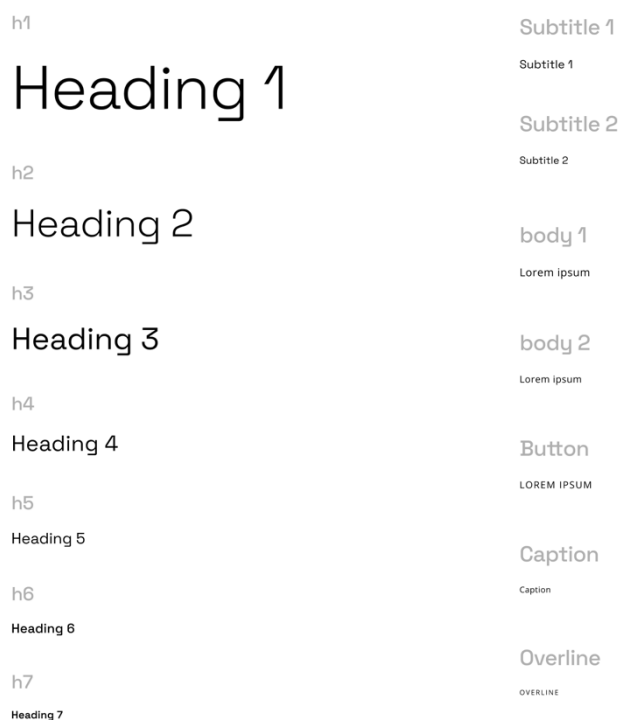 h1
Heading 1
h2
Heading 2
h3
Heading 3
h4
Heading 4
h5
Heading 5
h6
Heading 6
h7
Heading 7
Subtitle 1
Subtitle 1
Subtitle 2
Subtitle 2
body 1
Lorem ipsum
body 2
Lorem ipsum
Button
LOREM IPSUM
Caption
Caption
Overline
OVERLINE